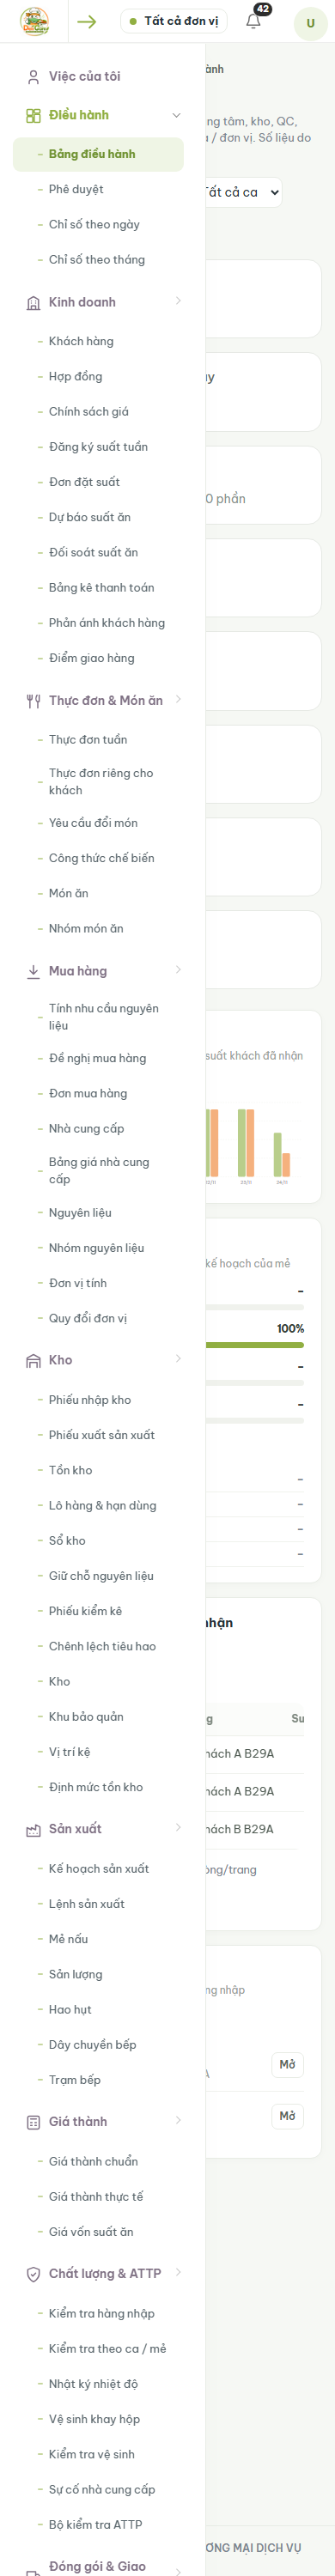 Tất cả đơn vị
42
U
Việc của tôi
Điều hành
Bảng điều hành
Phê duyệt
Chỉ số theo ngày
Chỉ số theo tháng
Kinh doanh
Khách hàng
Hợp đồng
Chính sách giá
Đăng ký suất tuần
Đơn đặt suất
Dự báo suất ăn
Đối soát suất ăn
Bảng kê thanh toán
Phản ánh khách hàng
Điểm giao hàng
Thực đơn & Món ăn
Thực đơn tuần
Thực đơn riêng cho
khách
Yêu cầu đổi món
Công thức chế biến
Món ăn
Nhóm món ăn
Mua hàng
Tính nhu cầu nguyên
liệu
Đề nghị mua hàng
Đơn mua hàng
Nhà cung cấp
Bảng giá nhà cung
cấp
Nguyên liệu
Nhóm nguyên liệu
Đơn vị tính
Quy đổi đơn vị
Kho
Phiếu nhập kho
Phiếu xuất sản xuất
Tồn kho
Lô hàng & hạn dùng
Sổ kho
Giữ chỗ nguyên liệu
Phiếu kiểm kê
Chênh lệch tiêu hao
Kho
Khu bảo quản
Vị trí kệ
Định mức tồn kho
Sản xuất
Kế hoạch sản xuất
Lệnh sản xuất
Mẻ nấu
Sản lượng
Hao hụt
Dây chuyền bếp
Trạm bếp
Giá thành
Giá thành chuẩn
Giá thành thực tế
Giá vốn suất ăn
Chất lượng & ATTP
Kiểm tra hàng nhập
Kiểm tra theo ca / mẻ
Nhật ký nhiệt độ
Vệ sinh khay hộp
Kiểm tra vệ sinh
Sự cố nhà cung cấp
Bộ kiểm tra ATTP
Đóng gói & Giao
ành
ng tâm, kho, QC,
a / đơn vị. Số liệu do
Tất cả ca
ay
0 phần
suất khách đã nhận
23/11
24/11
kế hoạch của mẻ
-
100%
-
-
-
-
-
-
nhận
g
Su
hách A B29A
hách A B29A
hách B B29A
òng/trang
ng nhập
Mở
A
Mở
ƠNG MẠI DỊCH VỤ